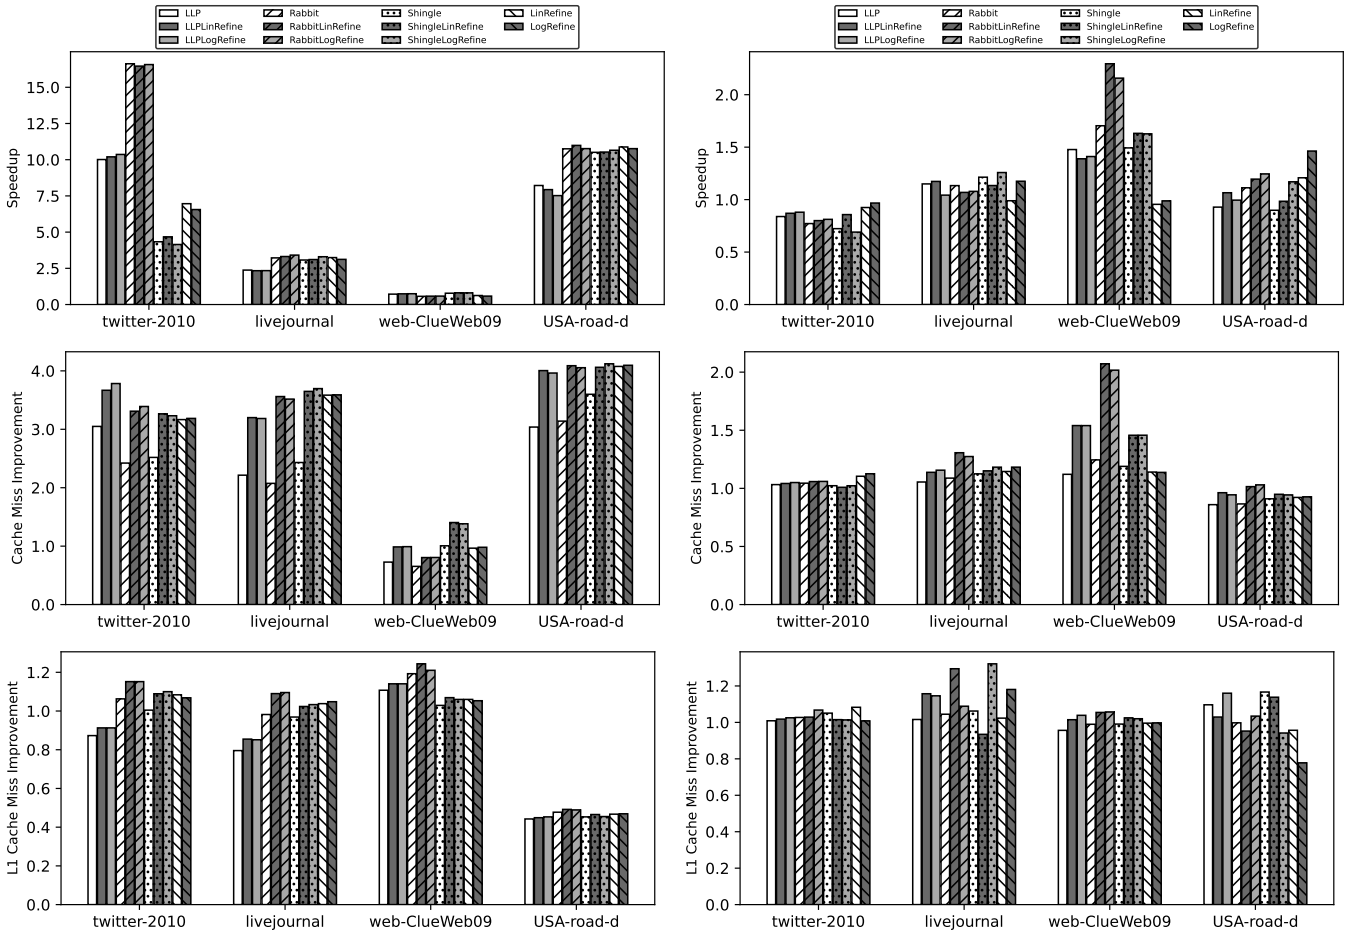 LLP Rabbit Shingle LinRefine
LLPLinRefine RabbitLinRefine ShingleLinRefine LogRefine
LLPLogRefine RabbitLogRefine ShingleLogRefine
Speedup
15.0
12.5
10.0
7.5
5.0
2.5
0.0
twitter-2010 livejournal web-ClueWeb09 USA-road-d
LLP Rabbit Shingle LinRefine
LLPLinRefine RabbitLinRefine ShingleLinRefine LogRefine
LLPLogRefine RabbitLogRefine ShingleLogRefine
Speedup
2.0
1.5
1.0
0.5
0.0
twitter-2010 livejournal web-ClueWeb09 USA-road-d
Cache Miss Improvement
4.0
3.0
2.0
1.0
0.0
twitter-2010 livejournal web-ClueWeb09 USA-road-d
Cache Miss Improvement
2.0
1.5
1.0
0.5
0.0
twitter-2010 livejournal web-ClueWeb09 USA-road-d
L1 Cache Miss Improvement
1.2
1.0
0.8
0.6
0.4
0.2
0.0
twitter-2010 livejournal web-ClueWeb09 USA-road-d
L1 Cache Miss Improvement
1.2
1.0
0.8
0.6
0.4
0.2
0.0
twitter-2010 livejournal web-ClueWeb09 USA-road-d